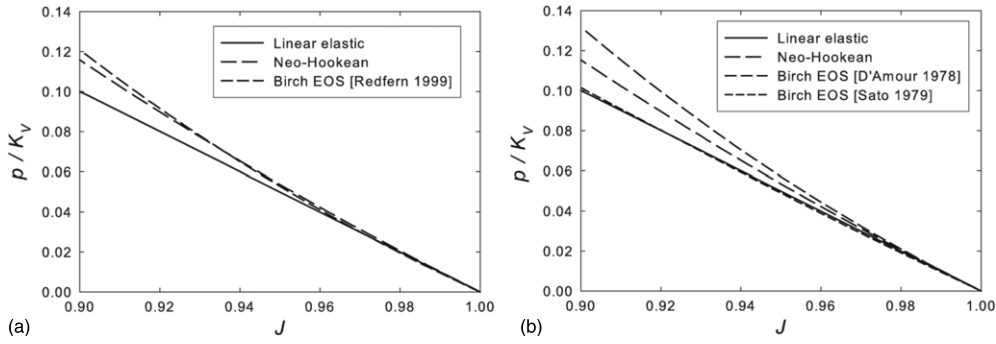 0.14
0.12
0.10
0.08
0.06
0.04
0.02
0.00
p / K_V
Linear elastic
Neo-Hookean
Birch EOS [Redfern 1999]
0.90 0.92 0.94 0.96 0.98 1.00
(a) J
0.14
0.12
0.10
0.08
0.06
0.04
0.02
0.00
p / K_V
Linear elastic
Neo-Hookean
Birch EOS [D'Amour 1978]
Birch EOS [Sato 1979]
0.90 0.92 0.94 0.96 0.98 1.00
(b) J